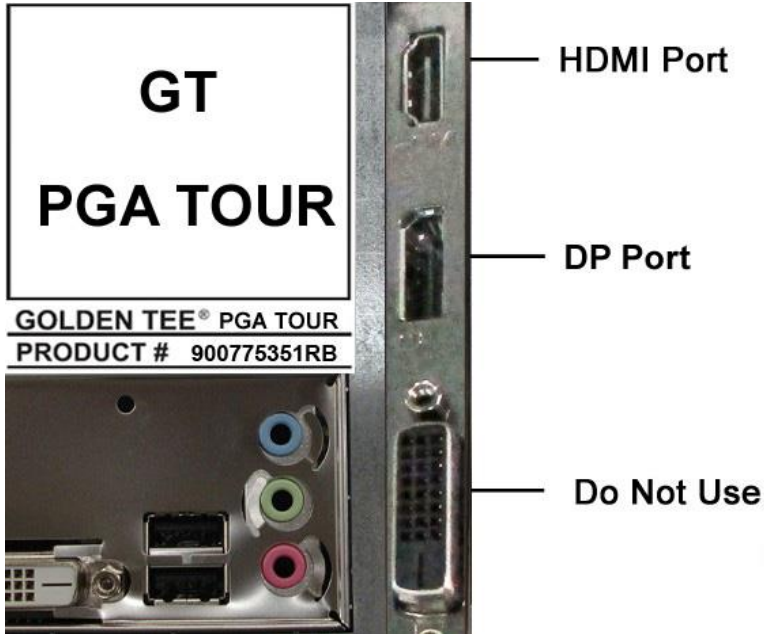 GT
PGA TOUR
GOLDEN TEE® PGA TOUR
PRODUCT # 900775351RB
HDMI Port
DP Port
Do Not Use